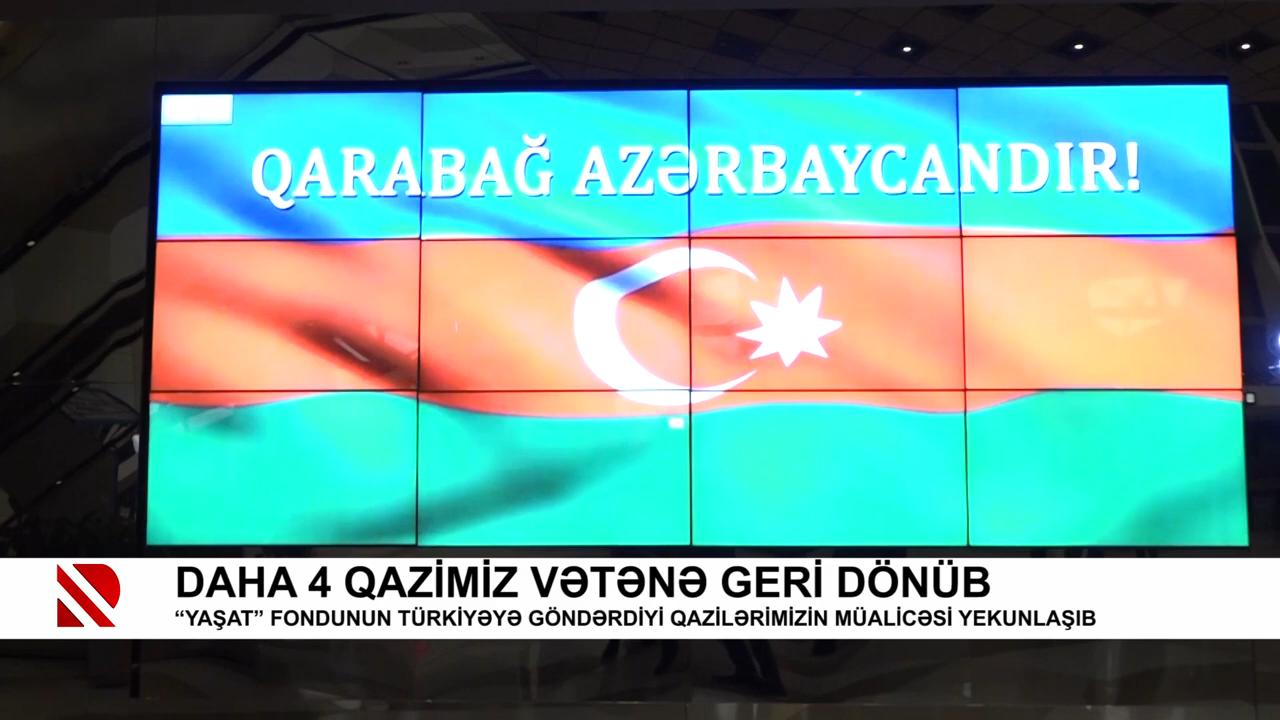 QARABAĞ AZƏRBAYCANDIR!
DAHA 4 QAZİMİZ VƏTƏNƏ GERİ DÖNÜB
“YAŞAT” FONDUNUN TÜRKİYƏYƏ GÖNDƏRDİYİ QAZİLƏRİMİZİN MÜALİCƏSİ YEKUNLAŞIB